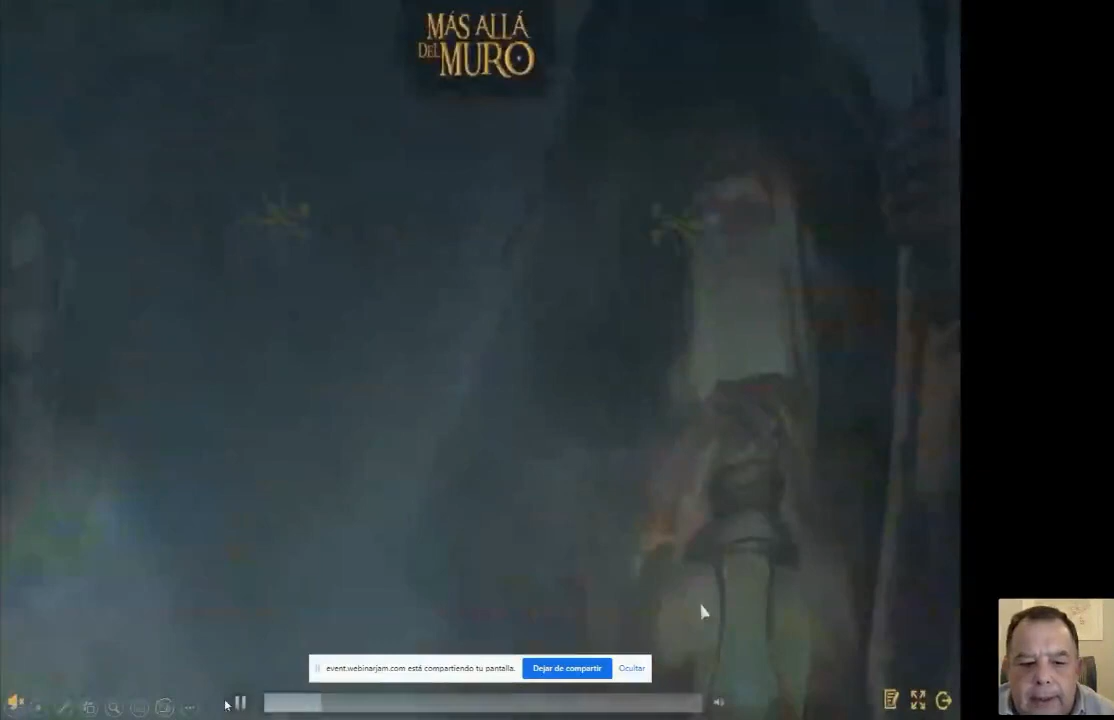 MÁS ALLÁ
DEL MURO
event.webinarjam.com está compartiendo tu pantalla.
Dejar de compartir
Ocultar